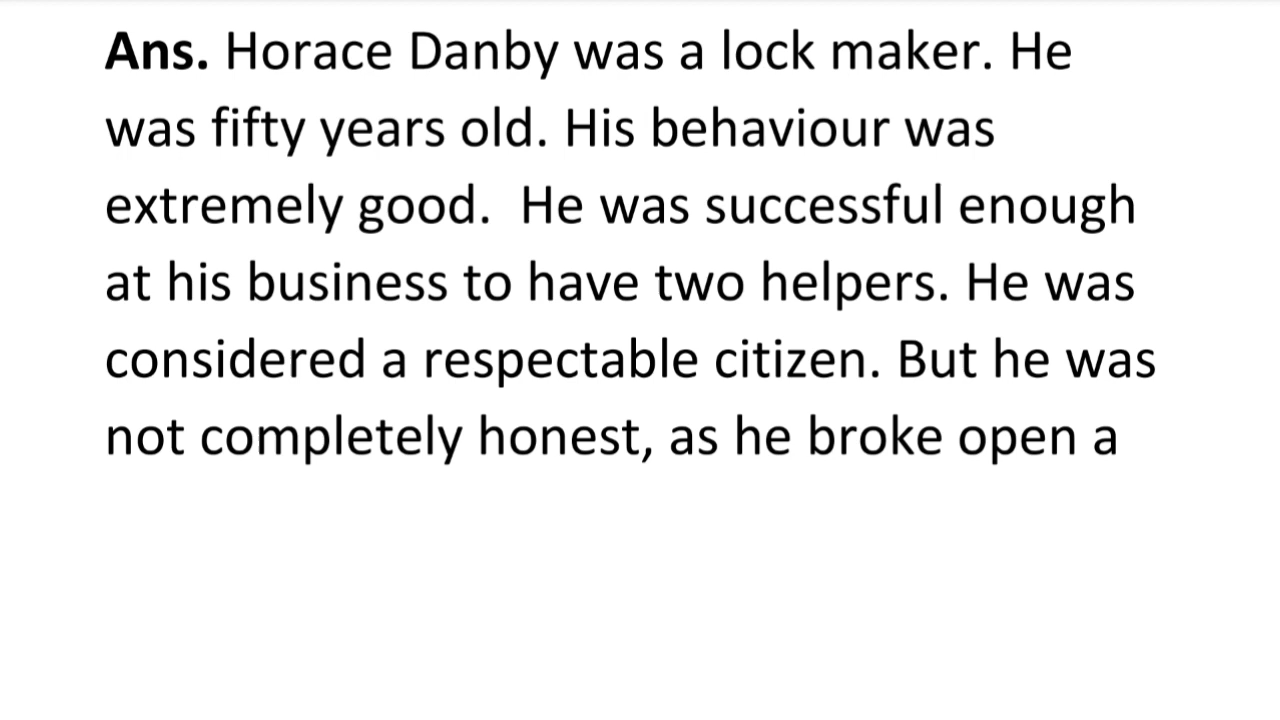 Ans. Horace Danby was a lock maker. He
was fifty years old. His behaviour was
extremely good.  He was successful enough
at his business to have two helpers. He was
considered a respectable citizen. But he was
not completely honest, as he broke open a